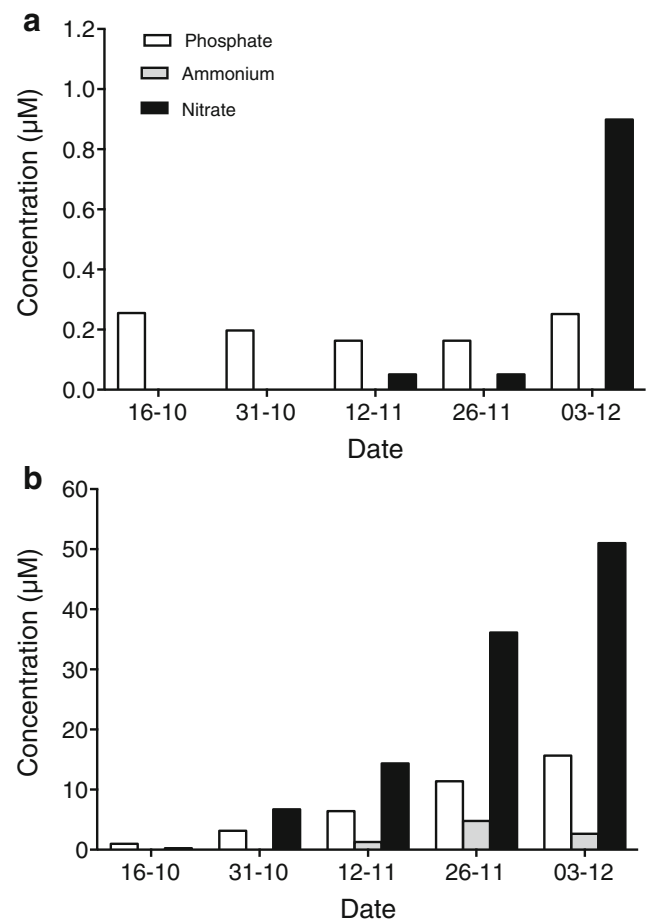 a
Phosphate
Ammonium
Nitrate
1.2
1.0
0.8
0.6
0.4
0.2
0.0
Concentration (µM)
16-10 31-10 12-11 26-11 03-12
Date
b
60
50
40
30
20
10
0
Concentration (µM)
16-10 31-10 12-11 26-11 03-12
Date